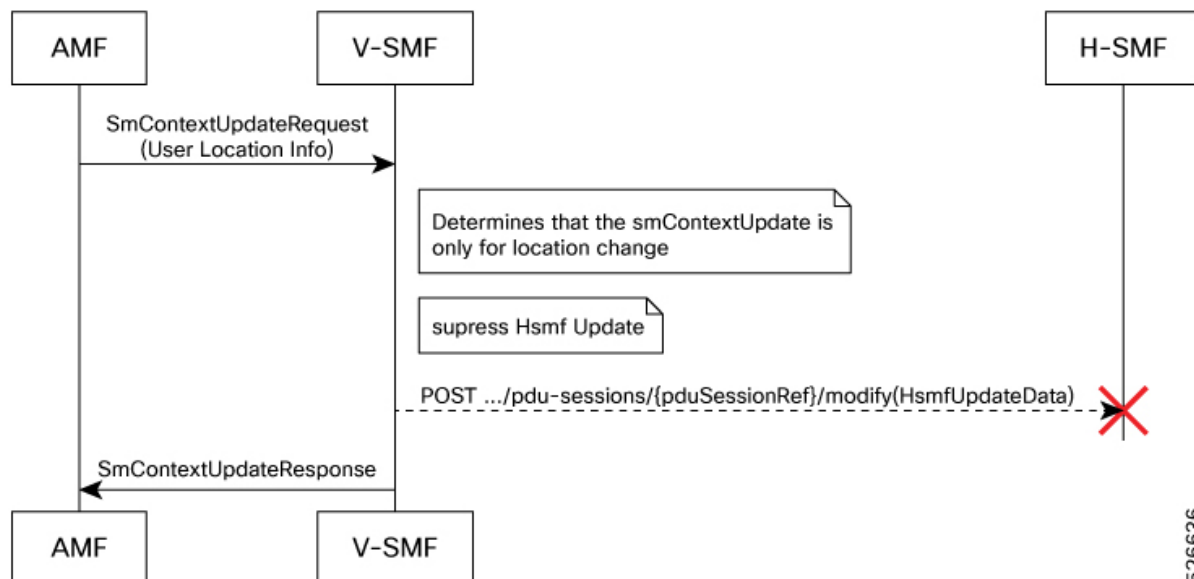 AMF
V-SMF
H-SMF
SmContextUpdateRequest
(User Location Info)
Determines that the smContextUpdate is
only for location change
supress Hsmf Update
POST .../pdu-sessions/{pduSessionRef}/modify(HsmfUpdateData)
SmContextUpdateResponse
AMF
V-SMF